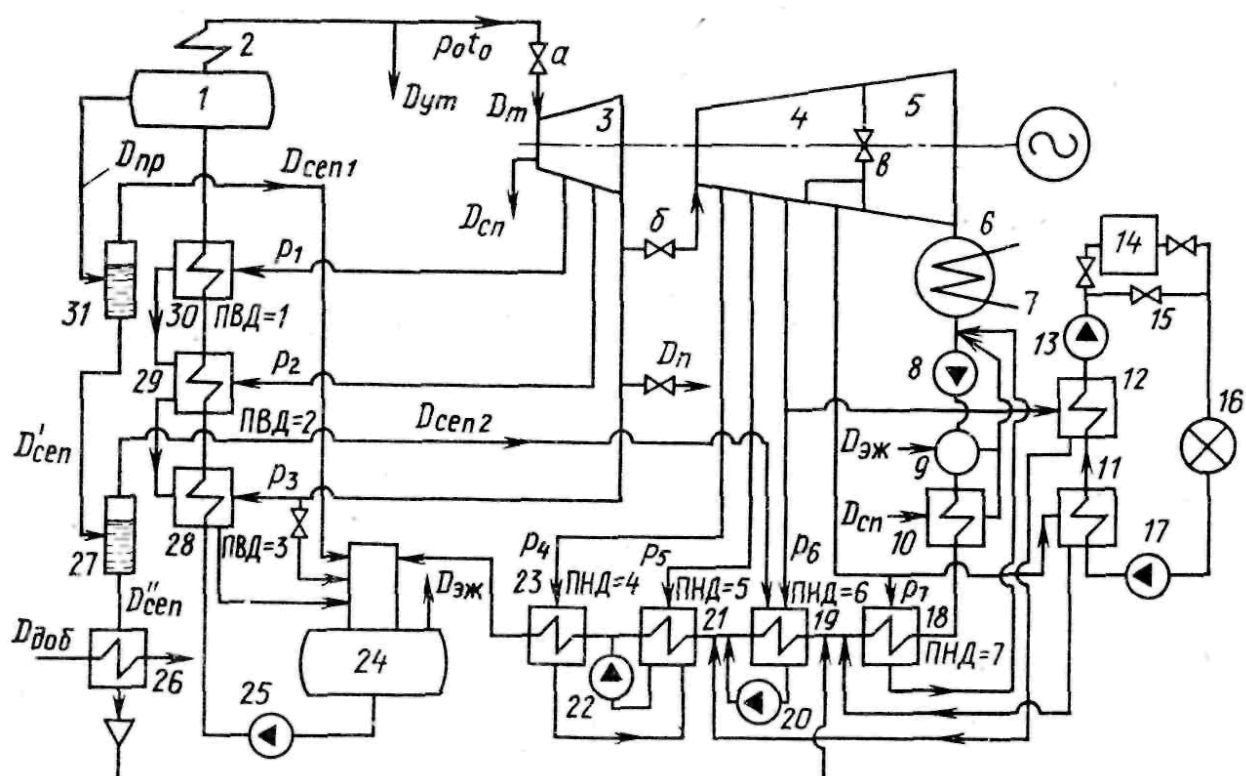 2
p₀t₀
а
1
Dут
Dт
3
4
5
Dпр
Dсеп1
в
Dсп
б
6
14
31
p₁
30
ПВД=1
7
15
13
29
p₂
Dп
8
12
16
ПВД=2
Dсеп2
D'сеп
Dэж
9
11
p₃
27
28
ПВД=3
Dсп
10
17
p₄
p₅
p₆
p₇
23
ПНД=4
ПНД=5
ПНД=6
D''сеп
Dэж
21
19
18
Dдоб
24
ПНД=7
26
25
22
20